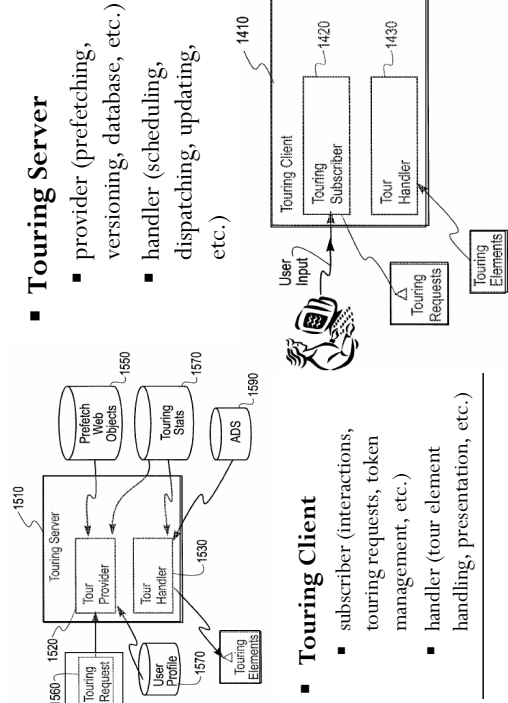 ▪ Touring Server
▪ provider (prefetching,
versioning, database, etc.)
▪ handler (scheduling,
dispatching, updating,
etc.)
1510
1520
1560
Touring
Request
Touring Server
Tour
Provider
Tour
Handler
1530
User
Profile
1570
Touring
Elements
Prefetch
Web
Objects
1550
Touring
Stats
1570
ADS
1590
▪ Touring Client
▪ subscriber (interactions,
touring requests, token
management, etc.)
▪ handler (tour element
handling, presentation, etc.)
1410
Touring Client
Touring
Subscriber
1420
Tour
Handler
1430
User
Input
Touring
Requests
Touring
Elements